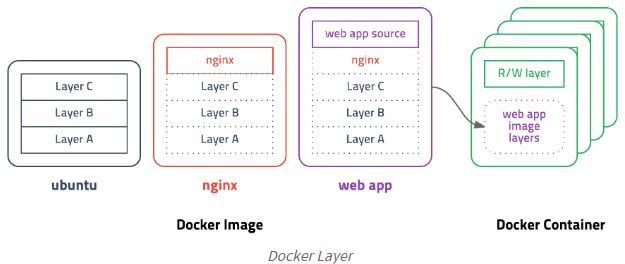 Layer C
Layer B
Layer A
ubuntu
nginx
Layer C
Layer B
Layer A
nginx
web app source
nginx
Layer C
Layer B
Layer A
web app
Docker Image
R/W layer
web app
image
layers
Docker Container
Docker Layer